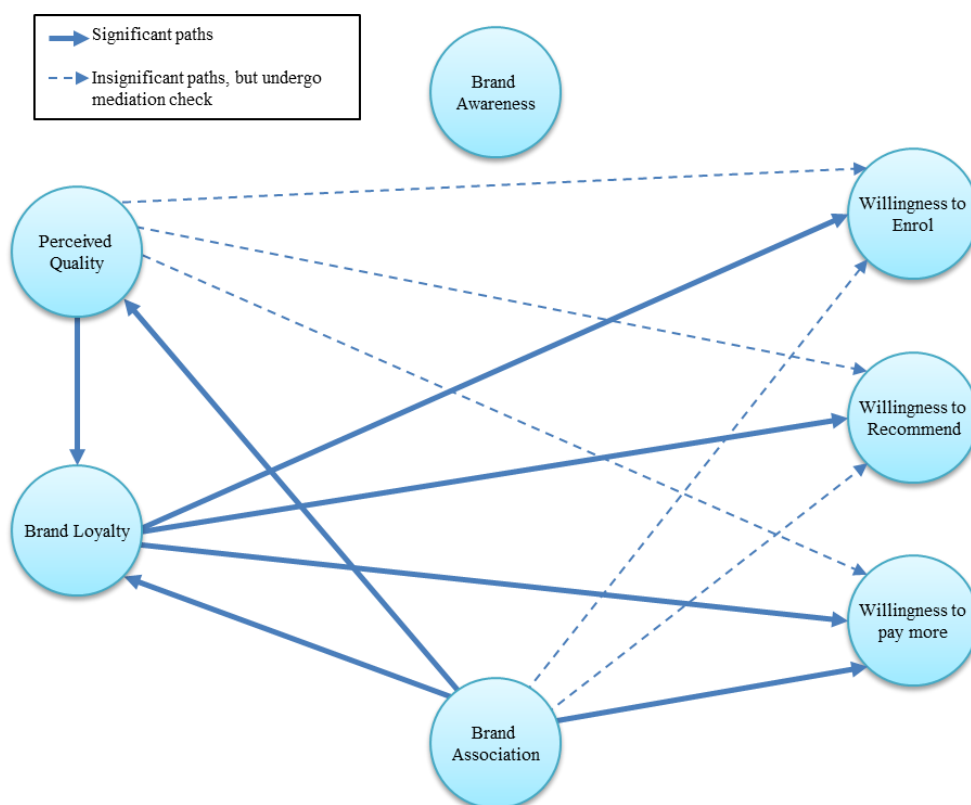 Significant paths
Insignificant paths, but undergo
mediation check
Brand
Awareness
Perceived
Quality
Willingness to
Enrol
Willingness to
Recommend
Brand Loyalty
Willingness to
pay more
Brand
Association